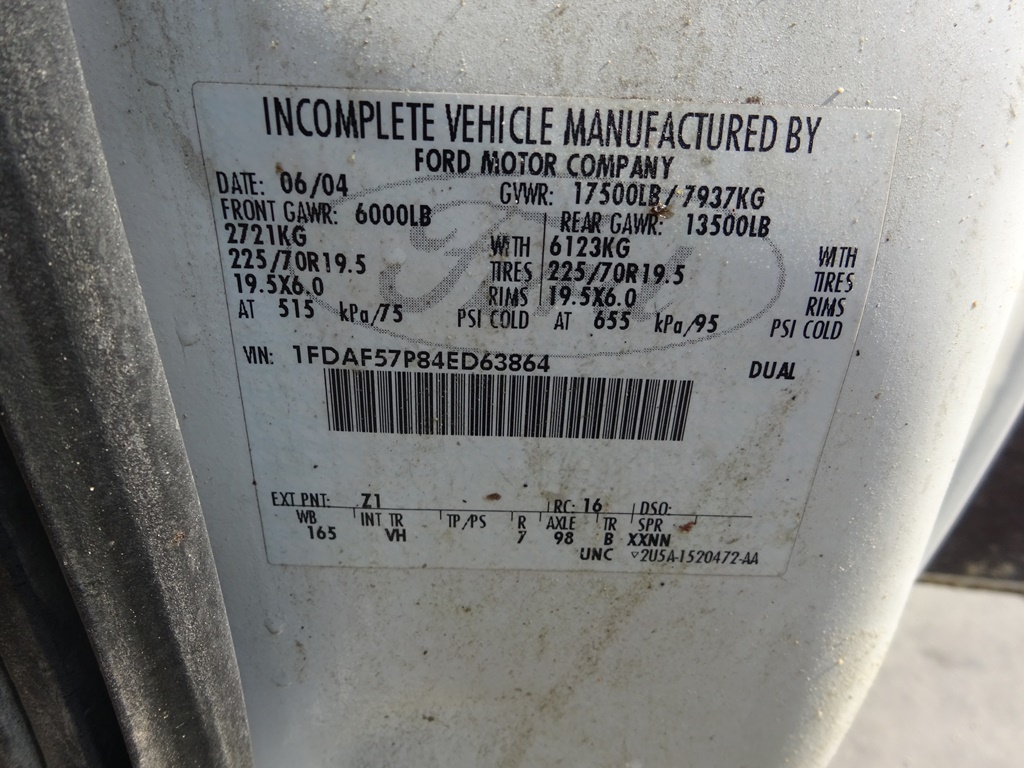 INCOMPLETE VEHICLE MANUFACTURED BY
FORD MOTOR COMPANY
DATE: 06/04 GVWR: 17500LB / 7937KG
FRONT GAWR: 6000LB REAR GAWR: 13500LB
2721KG WITH 6123KG WITH
225/70R19.5 TIRES 225/70R19.5 TIRES
19.5X6.0 RIMS 19.5X6.0 RIMS
AT 515 kPa/75 PSI COLD AT 655 kPa/95 PSI COLD
VIN: 1FDAF57P84ED63864 DUAL
EXT PNT: Z1 RC: 16 DSO:
WB INT TR TP/PS R AXLE TR SPR
165 VH 7 98 B XXNN
UNC ▽2U5A-1520472-AA
Ford